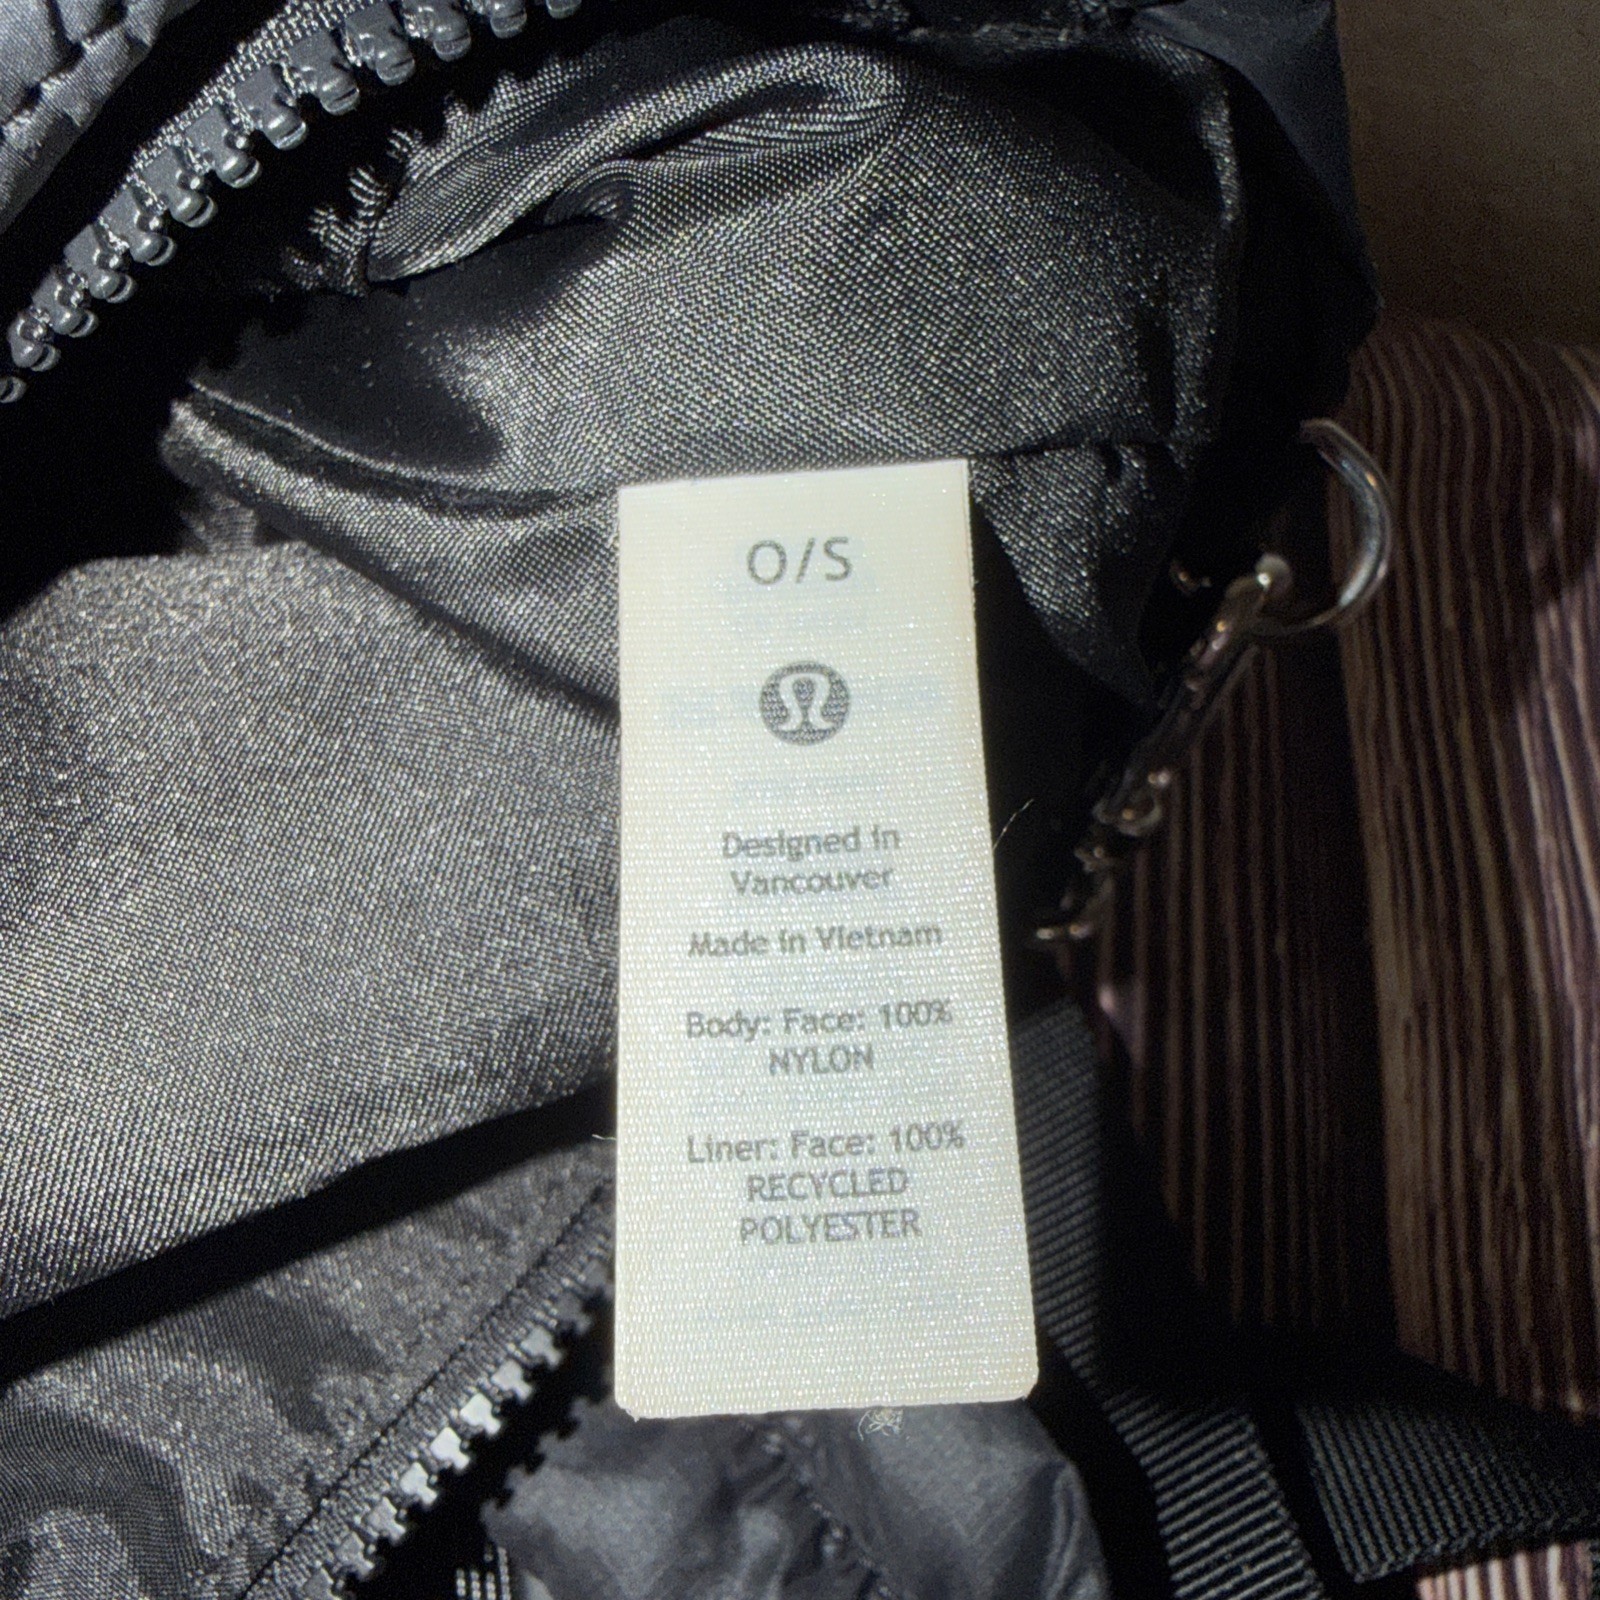 O/S
Designed in
Vancouver
Made in Vietnam
Body: Face: 100%
NYLON
Liner: Face: 100%
RECYCLED
POLYESTER